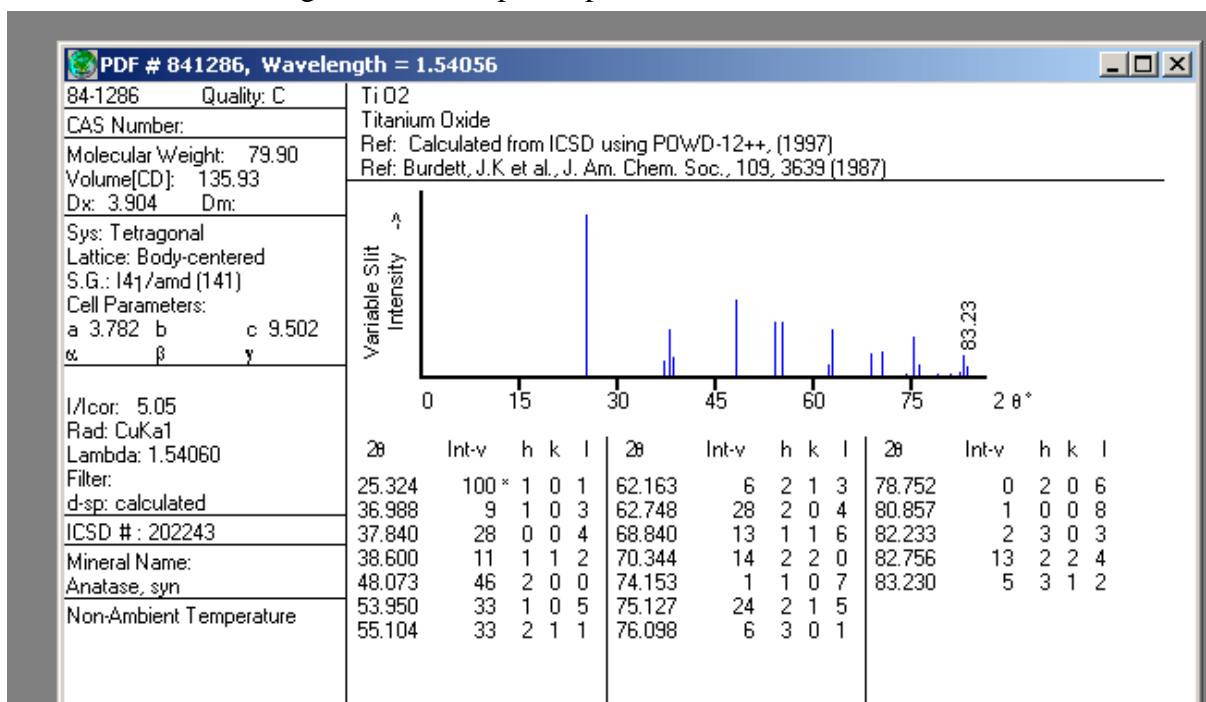 PDF # 841286, Wavelength = 1.54056
84-1286 Quality: C
CAS Number:
Molecular Weight: 79.90
Volume[CD]: 135.93
Dx: 3.904 Dm:
Sys: Tetragonal
Lattice: Body-centered
S.G.: I41/amd (141)
Cell Parameters:
a 3.782 b c 9.502
α β γ
I/Icor: 5.05
Rad: CuKa1
Lambda: 1.54060
Filter:
d-sp: calculated
ICSD # : 202243
Mineral Name:
Anatase, syn
Non-Ambient Temperature
Ti O2
Titanium Oxide
Ref: Calculated from ICSD using POWD-12++, (1997)
Ref: Burdett, J.K et al., J. Am. Chem. Soc., 109, 3639 (1987)
Variable Slit
Intensity ->
83.23
0 15 30 45 60 75 2 θ °
2θ Int-v h k l 2θ Int-v h k l 2θ Int-v h k l
25.324 100 * 1 0 1 62.163 6 2 1 3 78.752 0 2 0 6
36.988 9 1 0 3 62.748 28 2 0 4 80.857 1 0 0 8
37.840 28 0 0 4 68.840 13 1 1 6 82.233 2 3 0 3
38.600 11 1 1 2 70.344 14 2 2 0 82.756 13 2 2 4
48.073 46 2 0 0 74.153 1 1 0 7 83.230 5 3 1 2
53.950 33 1 0 5 75.127 24 2 1 5
55.104 33 2 1 1 76.098 6 3 0 1